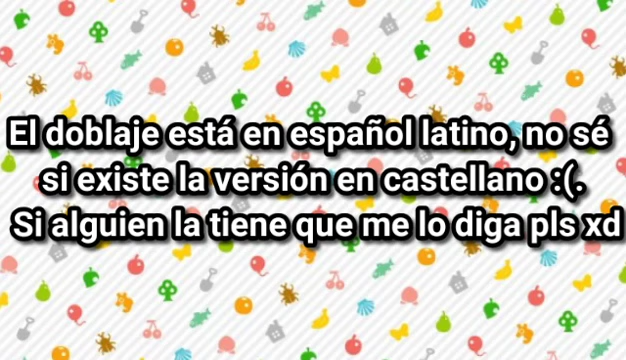 El doblaje está en español latino, no sé
si existe la versión en castellano :(.
Si alguien la tiene que me lo diga pls xd